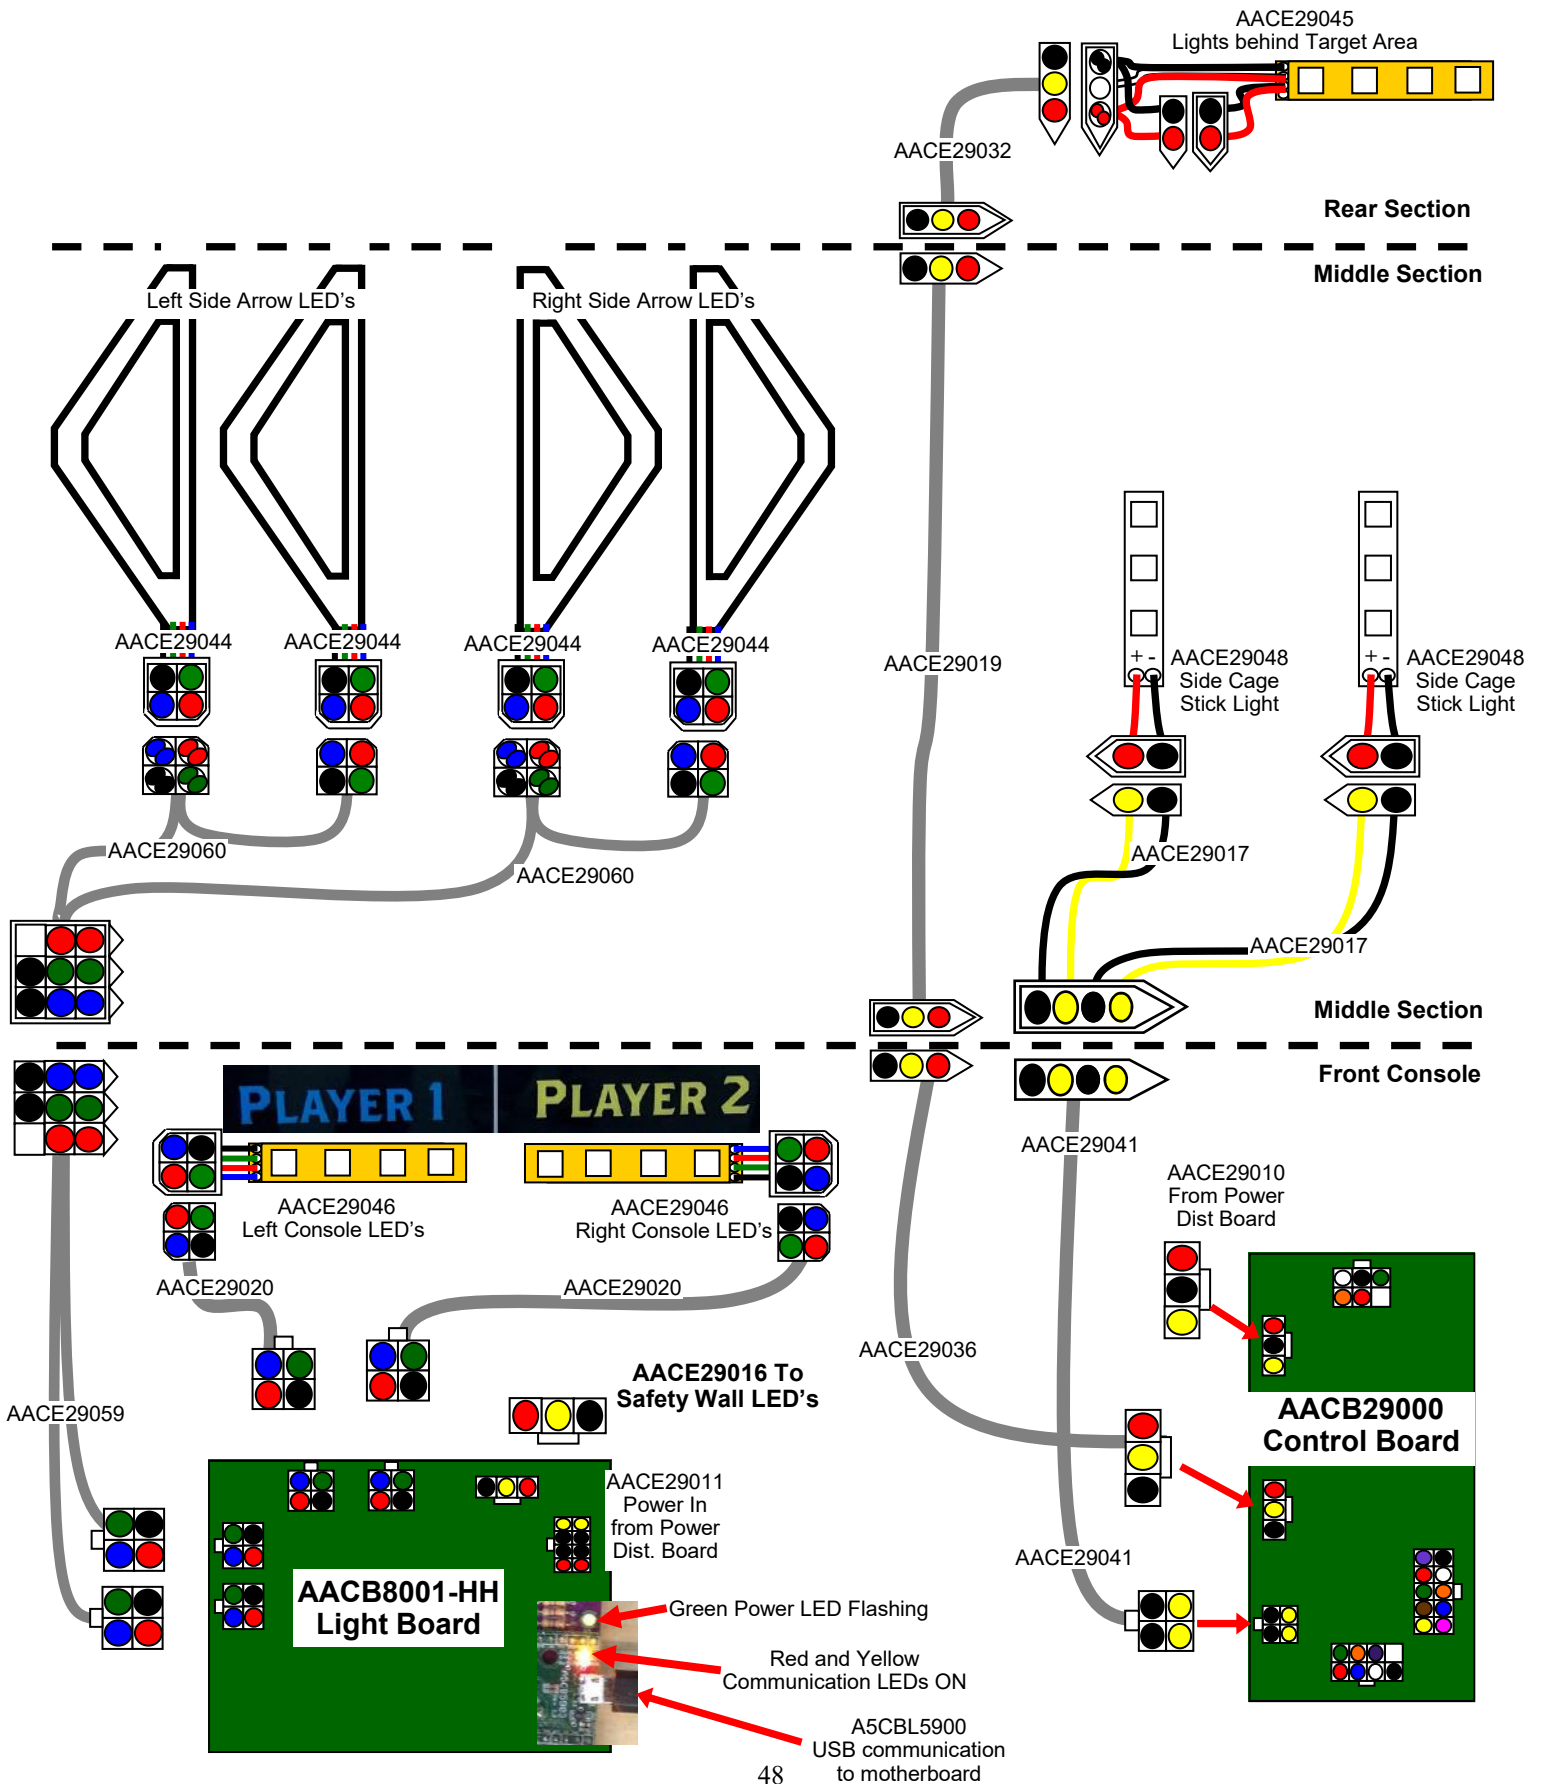 AACE29045
Lights behind Target Area
AACE29032
Rear Section
Middle Section
Left Side Arrow LED's
Right Side Arrow LED's
AACE29044
AACE29044
AACE29044
AACE29044
AACE29019
+ -
AACE29048
Side Cage
Stick Light
+ -
AACE29048
Side Cage
Stick Light
AACE29060
AACE29060
AACE29017
AACE29017
Middle Section
Front Console
PLAYER 1
PLAYER 2
AACE29041
AACE29010
From Power
Dist Board
AACE29046
Left Console LED's
AACE29046
Right Console LED's
AACE29020
AACE29020
AACE29036
AACE29016 To
Safety Wall LED's
AACE29059
AACB29000
Control Board
AACE29011
Power In
from Power
Dist. Board
AACE29041
AACB8001-HH
Light Board
Green Power LED Flashing
Red and Yellow
Communication LEDs ON
A5CBL5900
USB communication
to motherboard
48